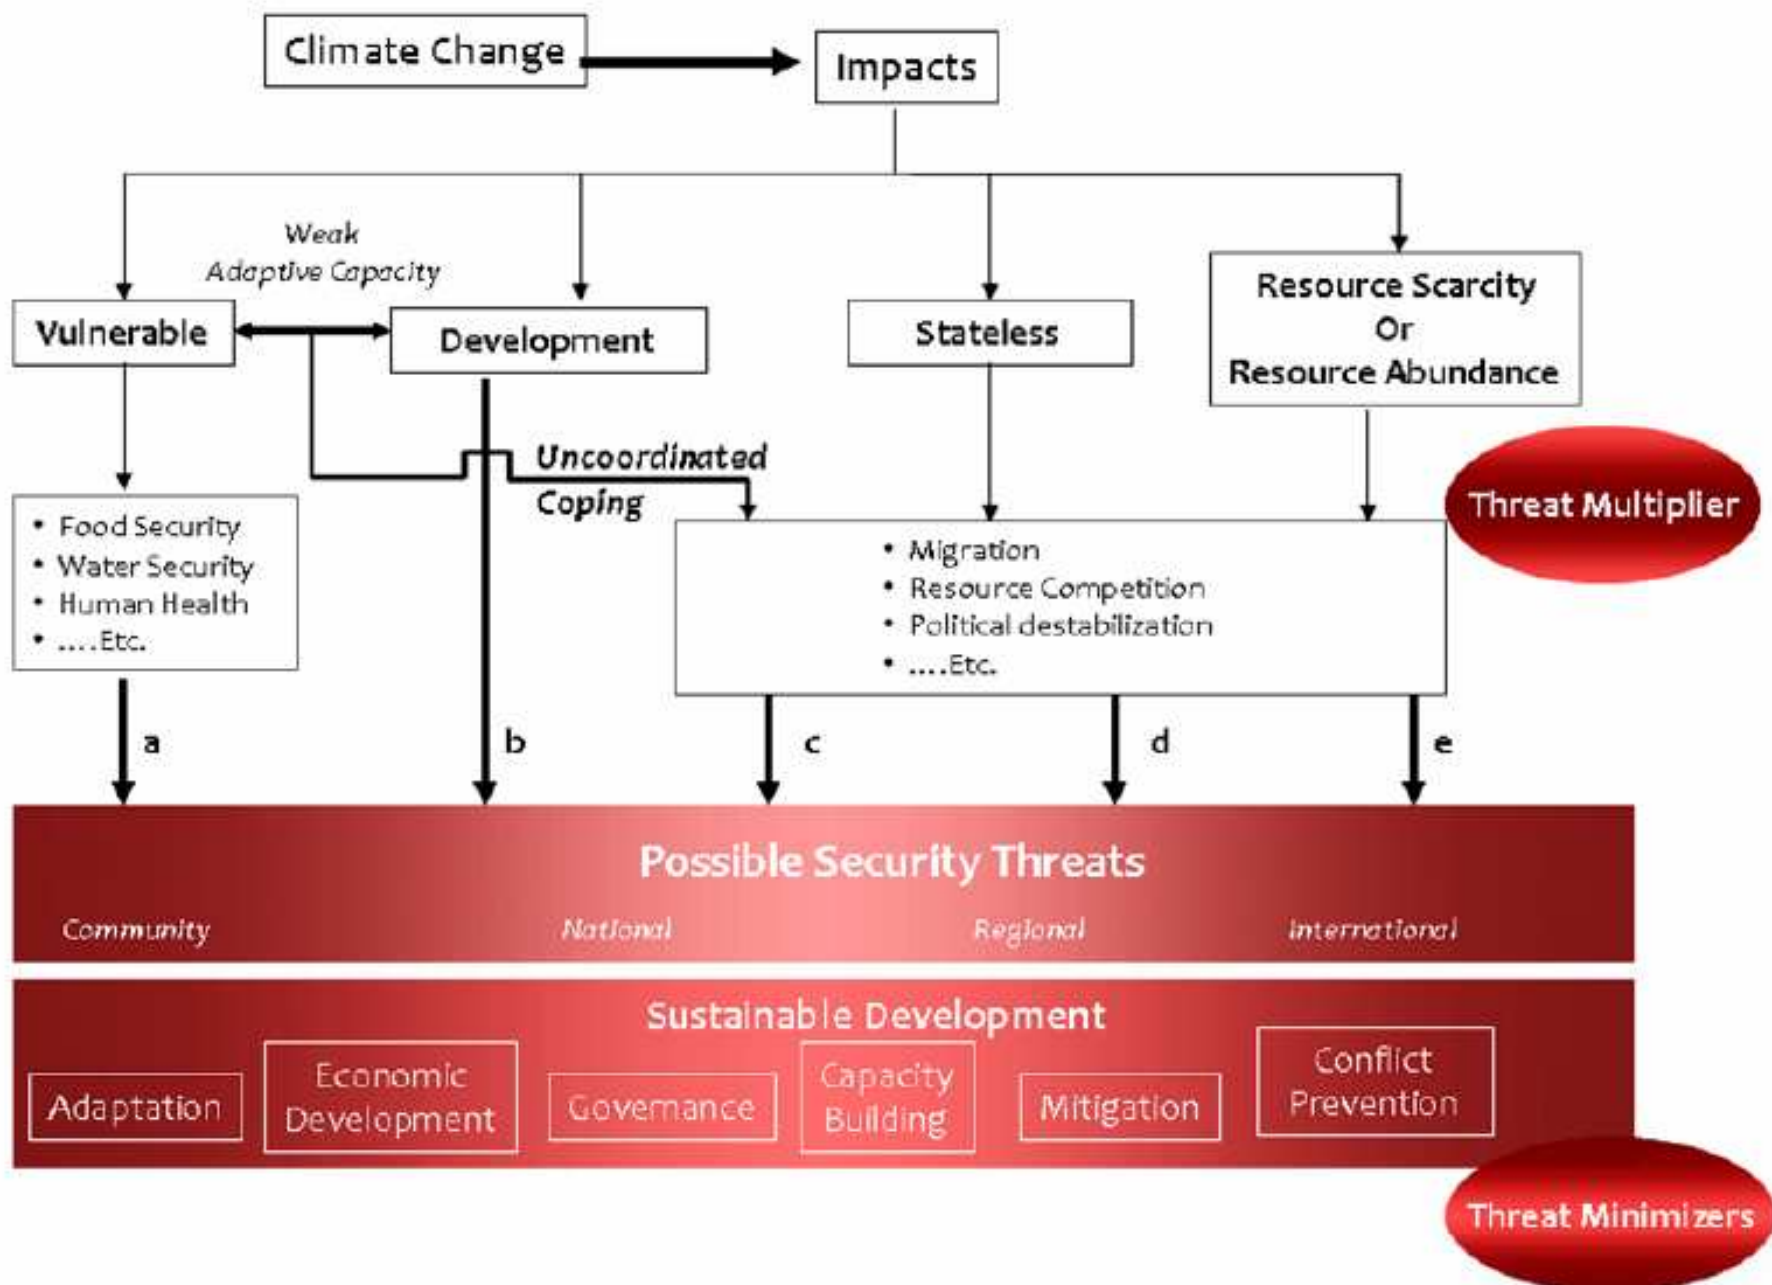 Climate Change
Impacts
Weak
Adaptive Capacity
Vulnerable
Development
Stateless
Resource Scarcity
Or
Resource Abundance
Uncoordinated
Coping
Threat Multiplier
• Food Security
• Water Security
• Human Health
• ....Etc.
• Migration
• Resource Competition
• Political destabilization
• ....Etc.
a
b
c
d
e
Possible Security Threats
Community
National
Regional
International
Sustainable Development
Adaptation
Economic
Development
Governance
Capacity
Building
Mitigation
Conflict
Prevention
Threat Minimizers